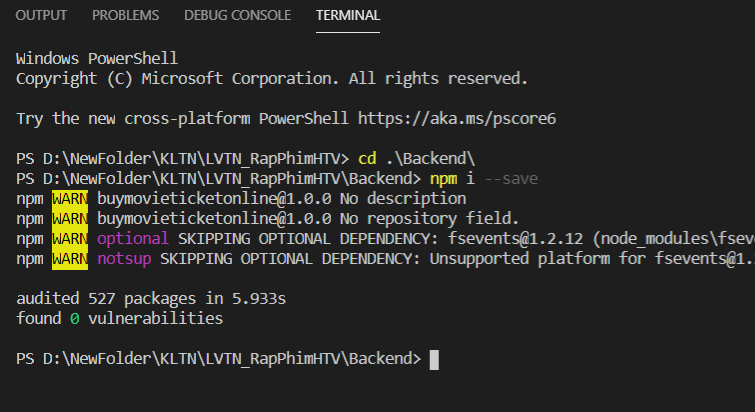 OUTPUT PROBLEMS DEBUG CONSOLE TERMINAL
Windows PowerShell
Copyright (C) Microsoft Corporation. All rights reserved.
Try the new cross-platform PowerShell https://aka.ms/pscore6
PS D:\NewFolder\KLTN\LVTN_RapPhimHTV> cd .\Backend\
PS D:\NewFolder\KLTN\LVTN_RapPhimHTV\Backend> npm i --save
npm WARN buymovieticketonline@1.0.0 No description
npm WARN buymovieticketonline@1.0.0 No repository field.
npm WARN optional SKIPPING OPTIONAL DEPENDENCY: fsevents@1.2.12 (node_modules\fsev
npm WARN notsup SKIPPING OPTIONAL DEPENDENCY: Unsupported platform for fsevents@1.
audited 527 packages in 5.933s
found 0 vulnerabilities
PS D:\NewFolder\KLTN\LVTN_RapPhimHTV\Backend>